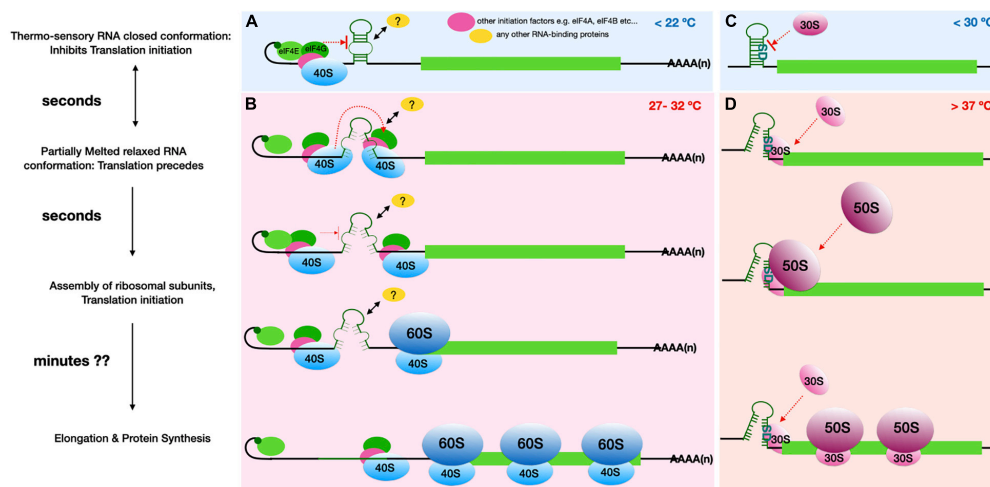 Thermo-sensory RNA closed conformation:
Inhibits Translation initiation
seconds
Partially Melted relaxed RNA
conformation: Translation precedes
seconds
Assembly of ribosomal subunits,
Translation initiation
minutes ??
Elongation & Protein Synthesis
A
?
other initiation factors e.g. eIF4A, eIF4B etc...
any other RNA-binding proteins
< 22 ºC
eIF4E
eIF4G
40S
AAAA(n)
B
?
27- 32 ºC
40S
40S
AAAA(n)
?
40S
40S
AAAA(n)
?
60S
40S
40S
AAAA(n)
60S
60S
60S
40S
40S
40S
40S
AAAA(n)
C
30S
< 30 ºC
SD
D
30S
> 37 ºC
SD
30S
50S
50S
SD
30S
50S
50S
SD
30S
30S
30S